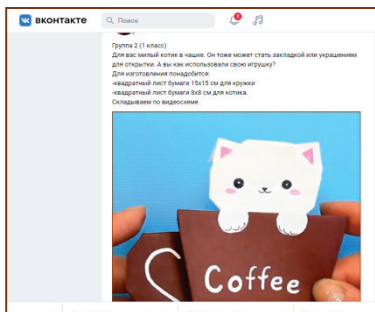 вконтакте
Поиск
2
Группа 2 (1 класс)
Для вас милый котик в чашке. Он тоже может стать закладкой или украшением
для открытки. А вы как использовали свою игрушку?
Для изготовления понадобится:
-квадратный лист бумаги 15х15 см для кружки
-квадратный лист бумаги 8х8 см для котика.
Складываем по видеосхеме
Coffee